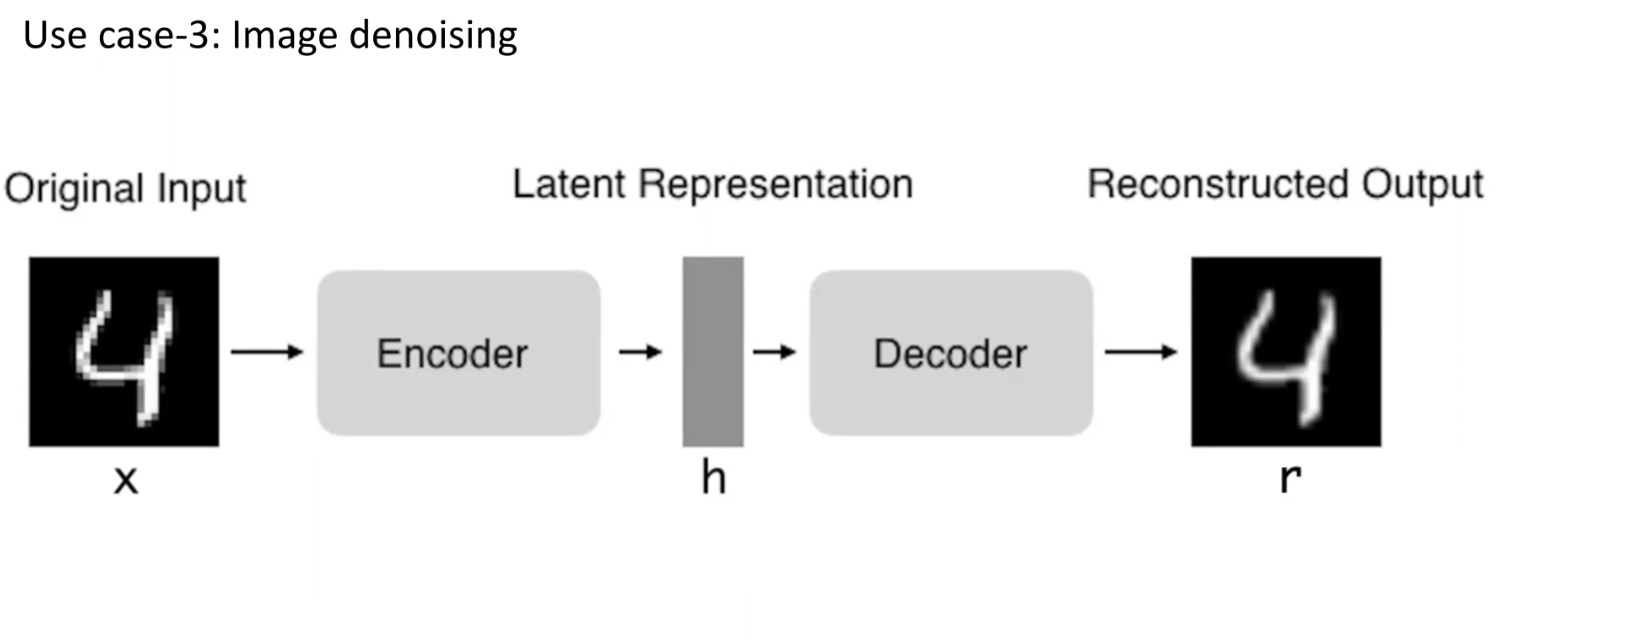 Use case-3: Image denoising
Original Input
Latent Representation
Reconstructed Output
4
Encoder
Decoder
4
x
h
r